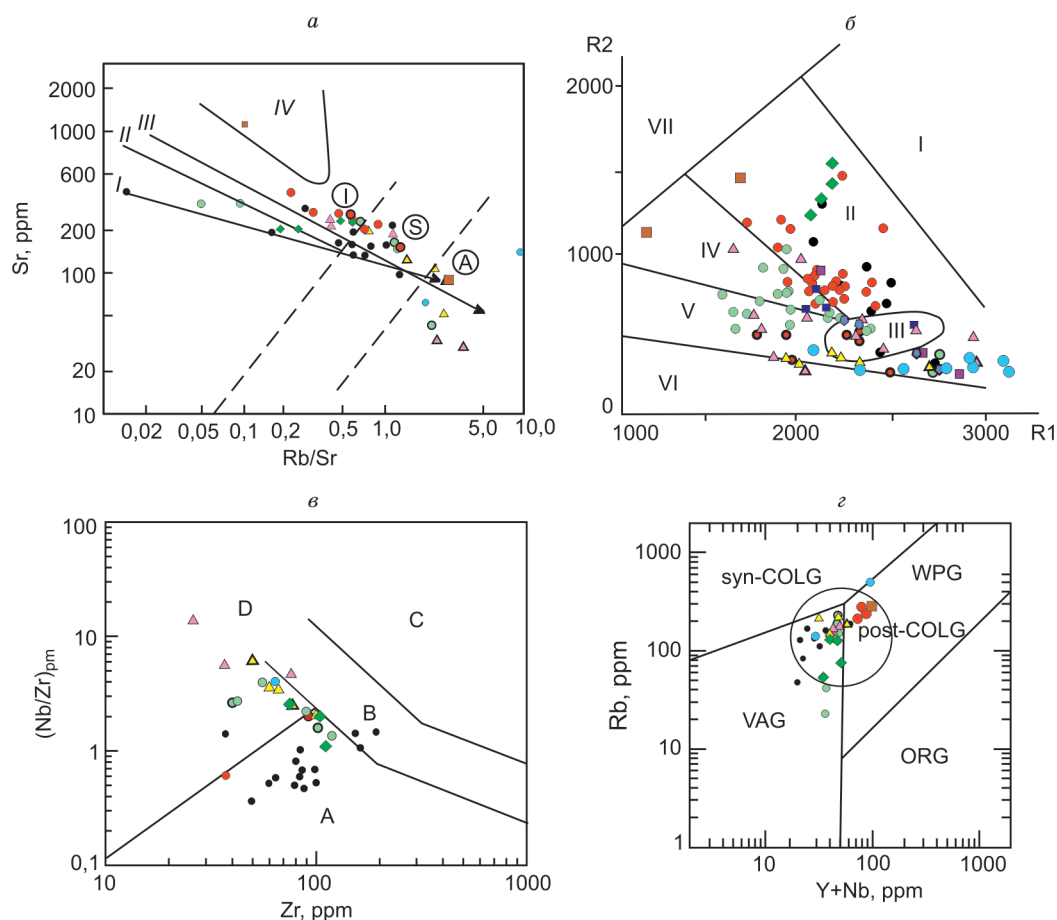 а
Sr, ppm
2000
1000
600
200
100
20
10
IV
III
II
I
I
S
A
0,02
0,05
0,1
0,2
0,5
1,0
5,0
10,0
Rb/Sr
б
R2
2000
1000
0
VII
I
II
IV
V
III
VI
1000
2000
3000
R1
в
(Nb/Zr)pm
100
10
1
0,1
D
C
B
A
10
100
1000
Zr, ppm
г
Rb, ppm
1000
100
10
1
syn-COLG
WPG
post-COLG
VAG
ORG
10
100
1000
Y+Nb, ppm